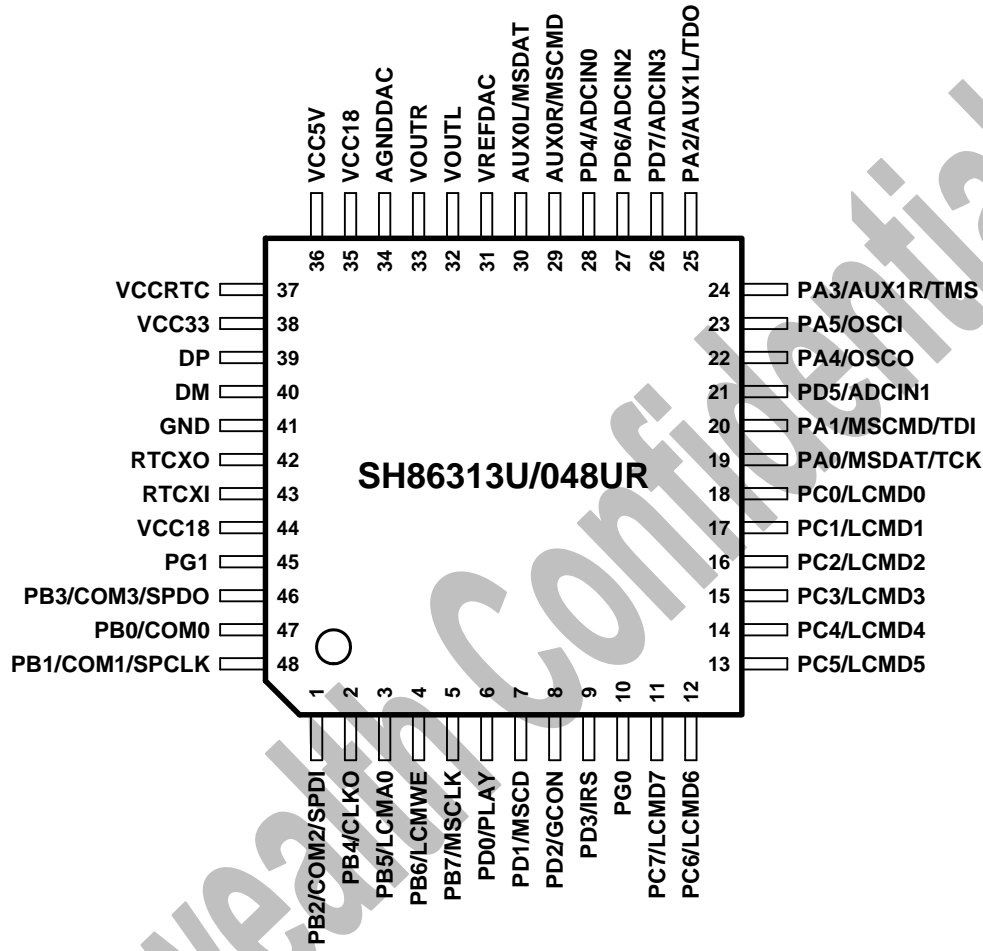 VCC5V
VCC18
AGNDDAC
VOUTR
VOUTL
VREFDAC
AUX0L/MSDAT
AUX0R/MSCMD
PD4/ADCIN0
PD6/ADCIN2
PD7/ADCIN3
PA2/AUX1L/TDO
36 35 34 33 32 31 30 29 28 27 26 25
VCCRTC 37
VCC33 38
DP 39
DM 40
GND 41
RTCXO 42
RTCXI 43
VCC18 44
PG1 45
PB3/COM3/SPDO 46
PB0/COM0 47
PB1/COM1/SPCLK 48
SH86313U/048UR
24 PA3/AUX1R/TMS
23 PA5/OSCI
22 PA4/OSCO
21 PD5/ADCIN1
20 PA1/MSCMD/TDI
19 PA0/MSDAT/TCK
18 PC0/LCMD0
17 PC1/LCMD1
16 PC2/LCMD2
15 PC3/LCMD3
14 PC4/LCMD4
13 PC5/LCMD5
1 2 3 4 5 6 7 8 9 10 11 12
PB2/COM2/SPDI
PB4/CLKO
PB5/LCMA0
PB6/LCMWE
PB7/MSCLK
PD0/PLAY
PD1/MSCD
PD2/GCON
PD3/IRS
PG0
PC7/LCMD7
PC6/LCMD6
Confidential